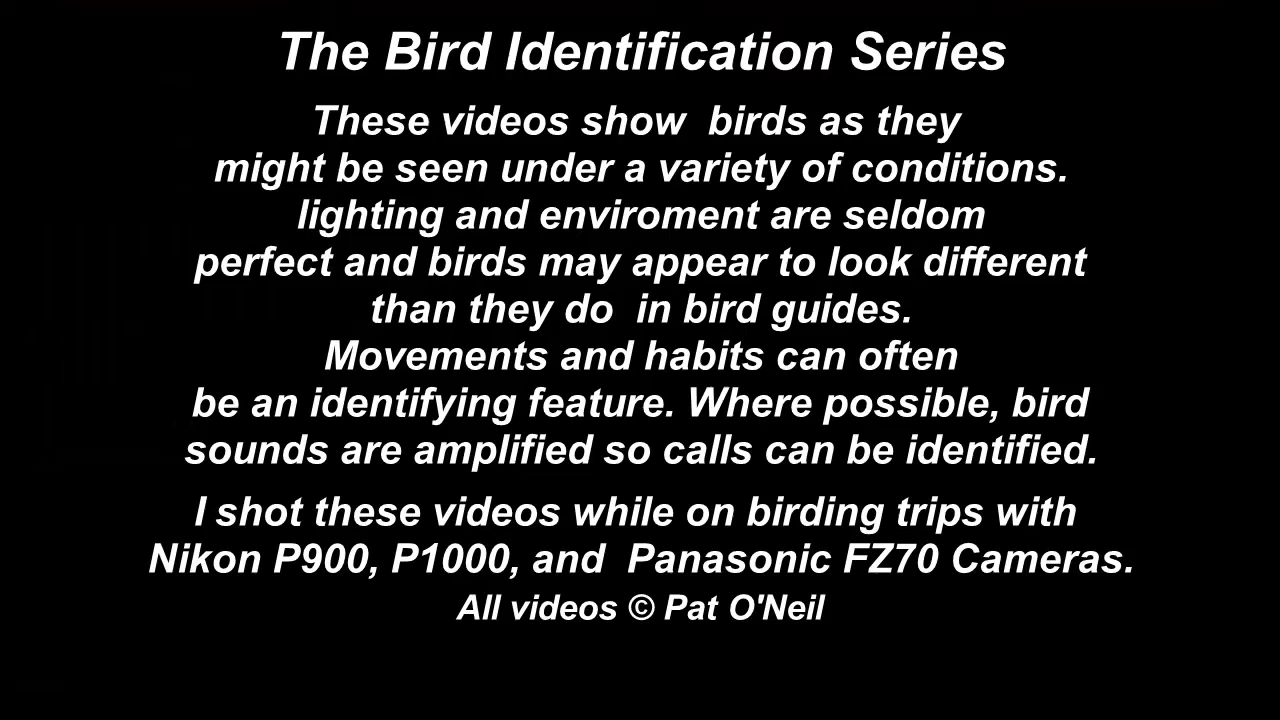 The Bird Identification Series
These videos show  birds as they
might be seen under a variety of conditions.
lighting and enviroment are seldom
perfect and birds may appear to look different
than they do  in bird guides.
Movements and habits can often
be an identifying feature. Where possible, bird
sounds are amplified so calls can be identified.
I shot these videos while on birding trips with
Nikon P900, P1000, and  Panasonic FZ70 Cameras.
All videos © Pat O'Neil